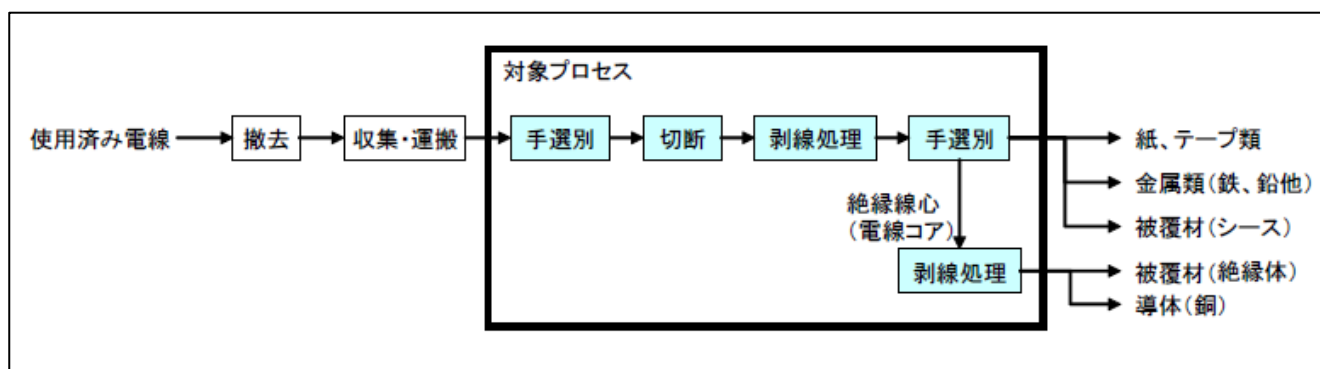 対象プロセス
使用済み電線
撤去
収集・運搬
手選別
切断
剥線処理
手選別
紙、テープ類
金属類(鉄、鉛他)
被覆材(シース)
絶縁線心
(電線コア)
剥線処理
被覆材(絶縁体)
導体(銅)